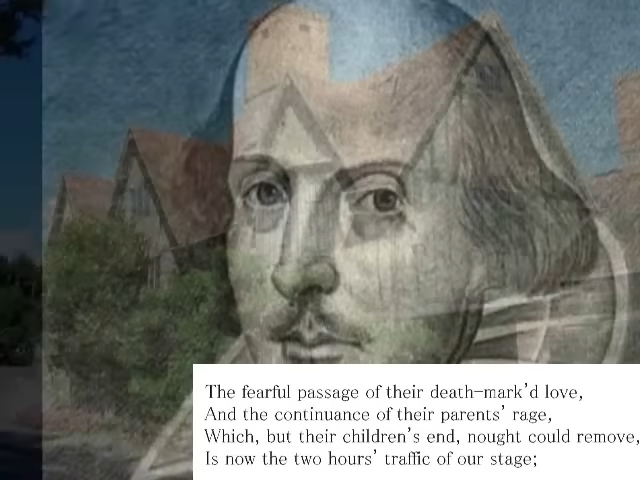 The fearful passage of their death-mark'd love,
And the continuance of their parents' rage,
Which, but their children's end, nought could remove,
Is now the two hours' traffic of our stage;